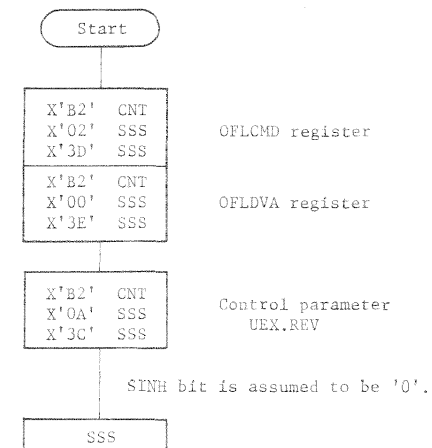 Start
X'B2' CNT
X'02' SSS OFLCMD register
X'3D' SSS
X'B2' CNT
X'00' SSS OFLDVA register
X'3E' SSS
X'B2' CNT
X'0A' SSS Control parameter
X'3C' SSS UEX.REV
SINH bit is assumed to be '0'.
SSS